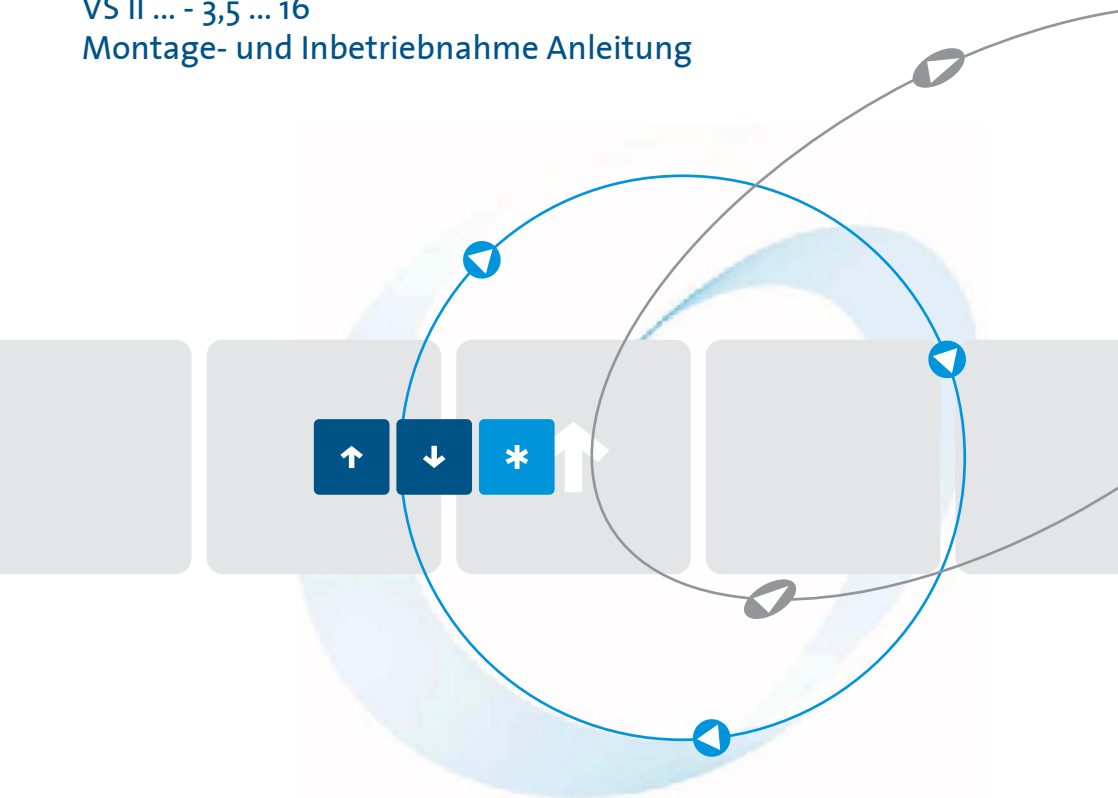 VS II ... - 3,5 ... 16
Montage- und Inbetriebnahme Anleitung